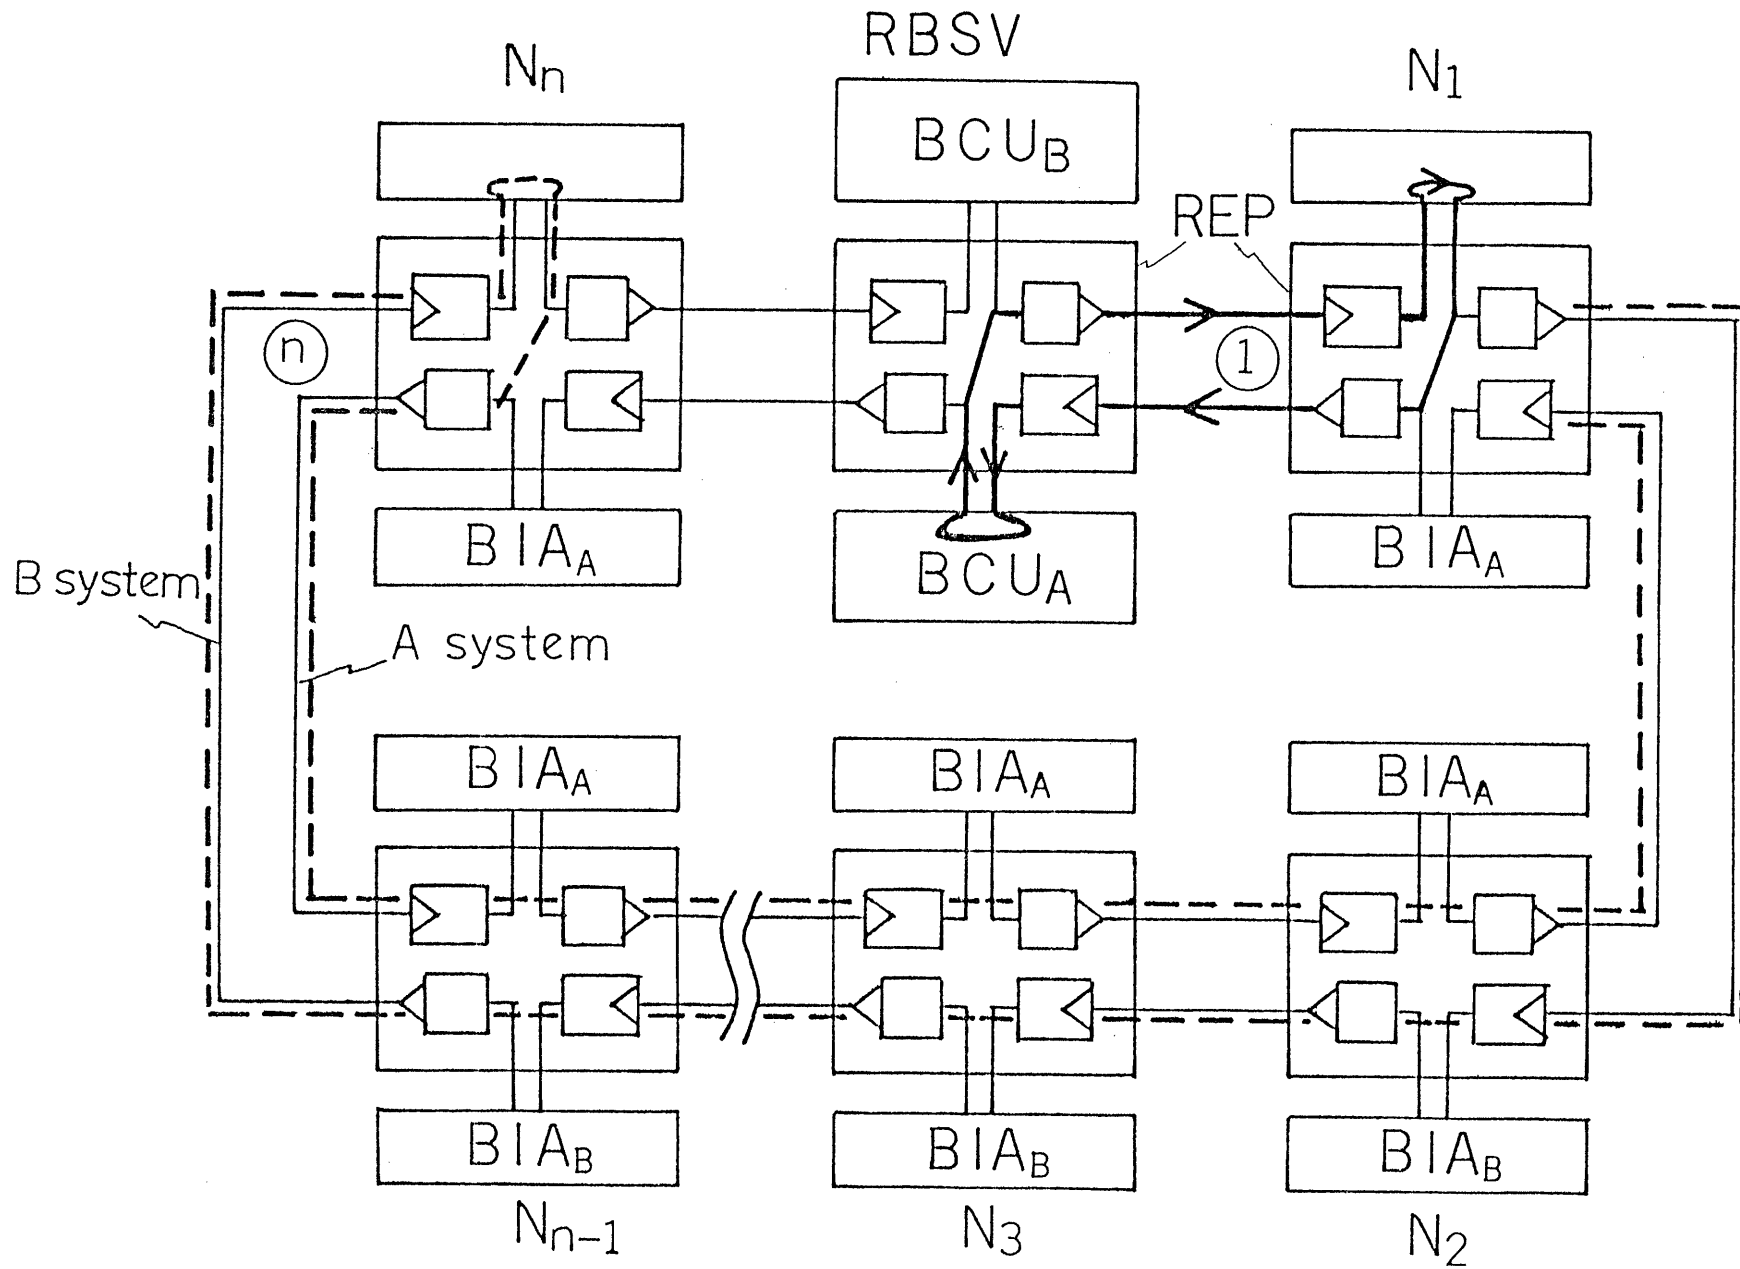 RBSV
Nn
N1
BCUB
REP
n
1
BIAA
BCUA
BIAA
B system
A system
BIAA
BIAA
BIAA
BIAB
BIAB
BIAB
Nn-1
N3
N2